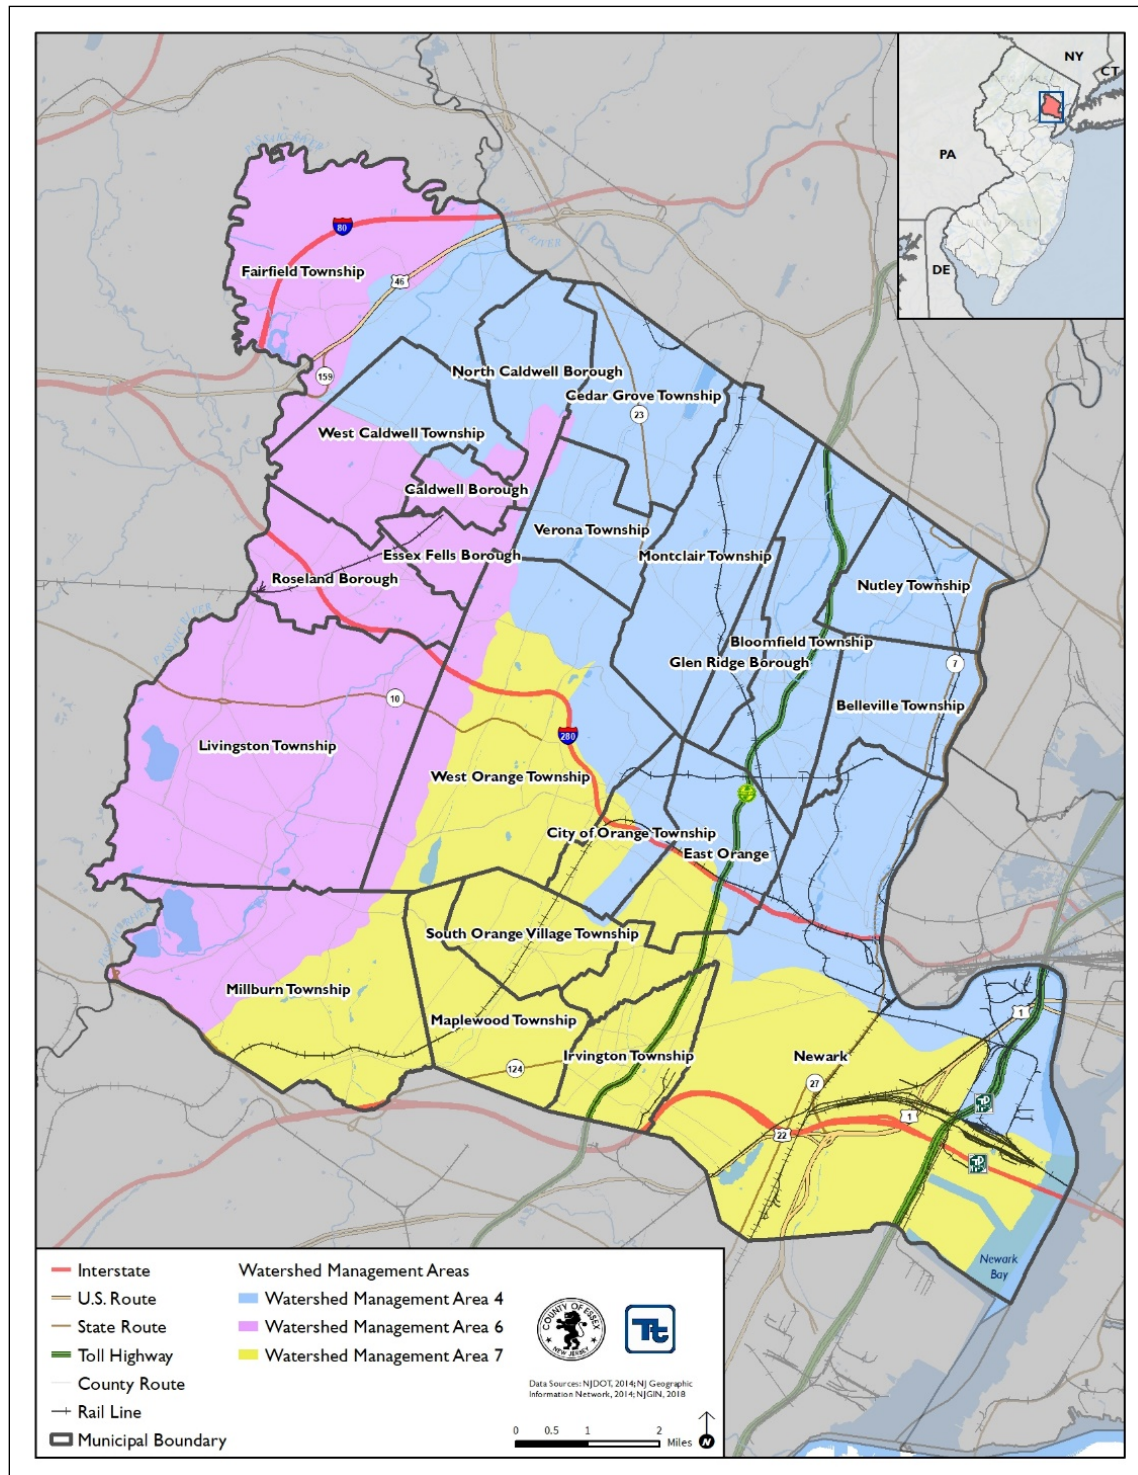 NY
CT
PA
DE
PASSAIC RIVER
80
Fairfield Township
46
159
North Caldwell Borough
Cedar Grove Township
23
West Caldwell Township
Caldwell Borough
Verona Township
Essex Fells Borough
Montclair Township
Roseland Borough
Nutley Township
PASSAIC RIVER
Bloomfield Township
Glen Ridge Borough
7
10
Belleville Township
280
Livingston Township
West Orange Township
City of Orange Township
East Orange
South Orange Village Township
Millburn Township
1
Maplewood Township
Irvington Township
Newark
124
27
1
22
Newark
Bay
Interstate
U.S. Route
State Route
Toll Highway
County Route
Rail Line
Municipal Boundary
Watershed Management Areas
Watershed Management Area 4
Watershed Management Area 6
Watershed Management Area 7
COUNTY OF ESSEX
NEW JERSEY
Tt
Data Sources: NJDOT, 2014; NJ Geographic
Information Network, 2014; NJGIN, 2018
0 0.5 1 2
Miles
N